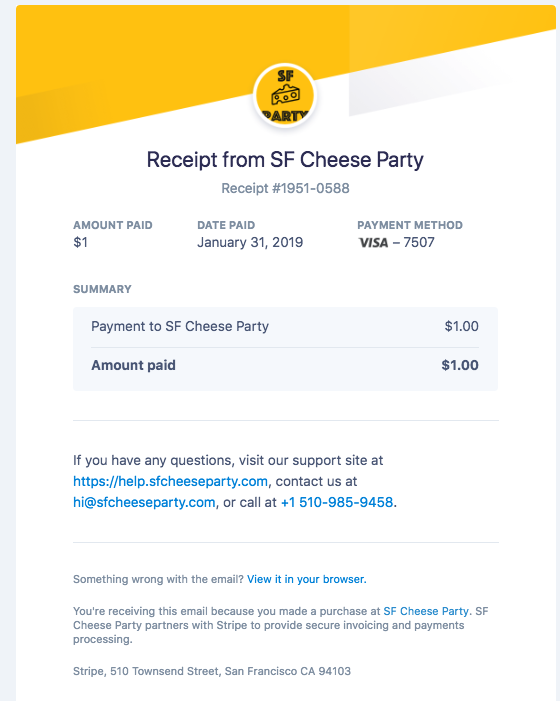 SF
PARTY
Receipt from SF Cheese Party
Receipt #1951-0588
AMOUNT PAID DATE PAID PAYMENT METHOD
$1 January 31, 2019 VISA – 7507
SUMMARY
Payment to SF Cheese Party $1.00
Amount paid $1.00
If you have any questions, visit our support site at
https://help.sfcheeseparty.com, contact us at
hi@sfcheeseparty.com, or call at +1 510-985-9458.
Something wrong with the email? View it in your browser.
You're receiving this email because you made a purchase at SF Cheese Party. SF
Cheese Party partners with Stripe to provide secure invoicing and payments
processing.
Stripe, 510 Townsend Street, San Francisco CA 94103